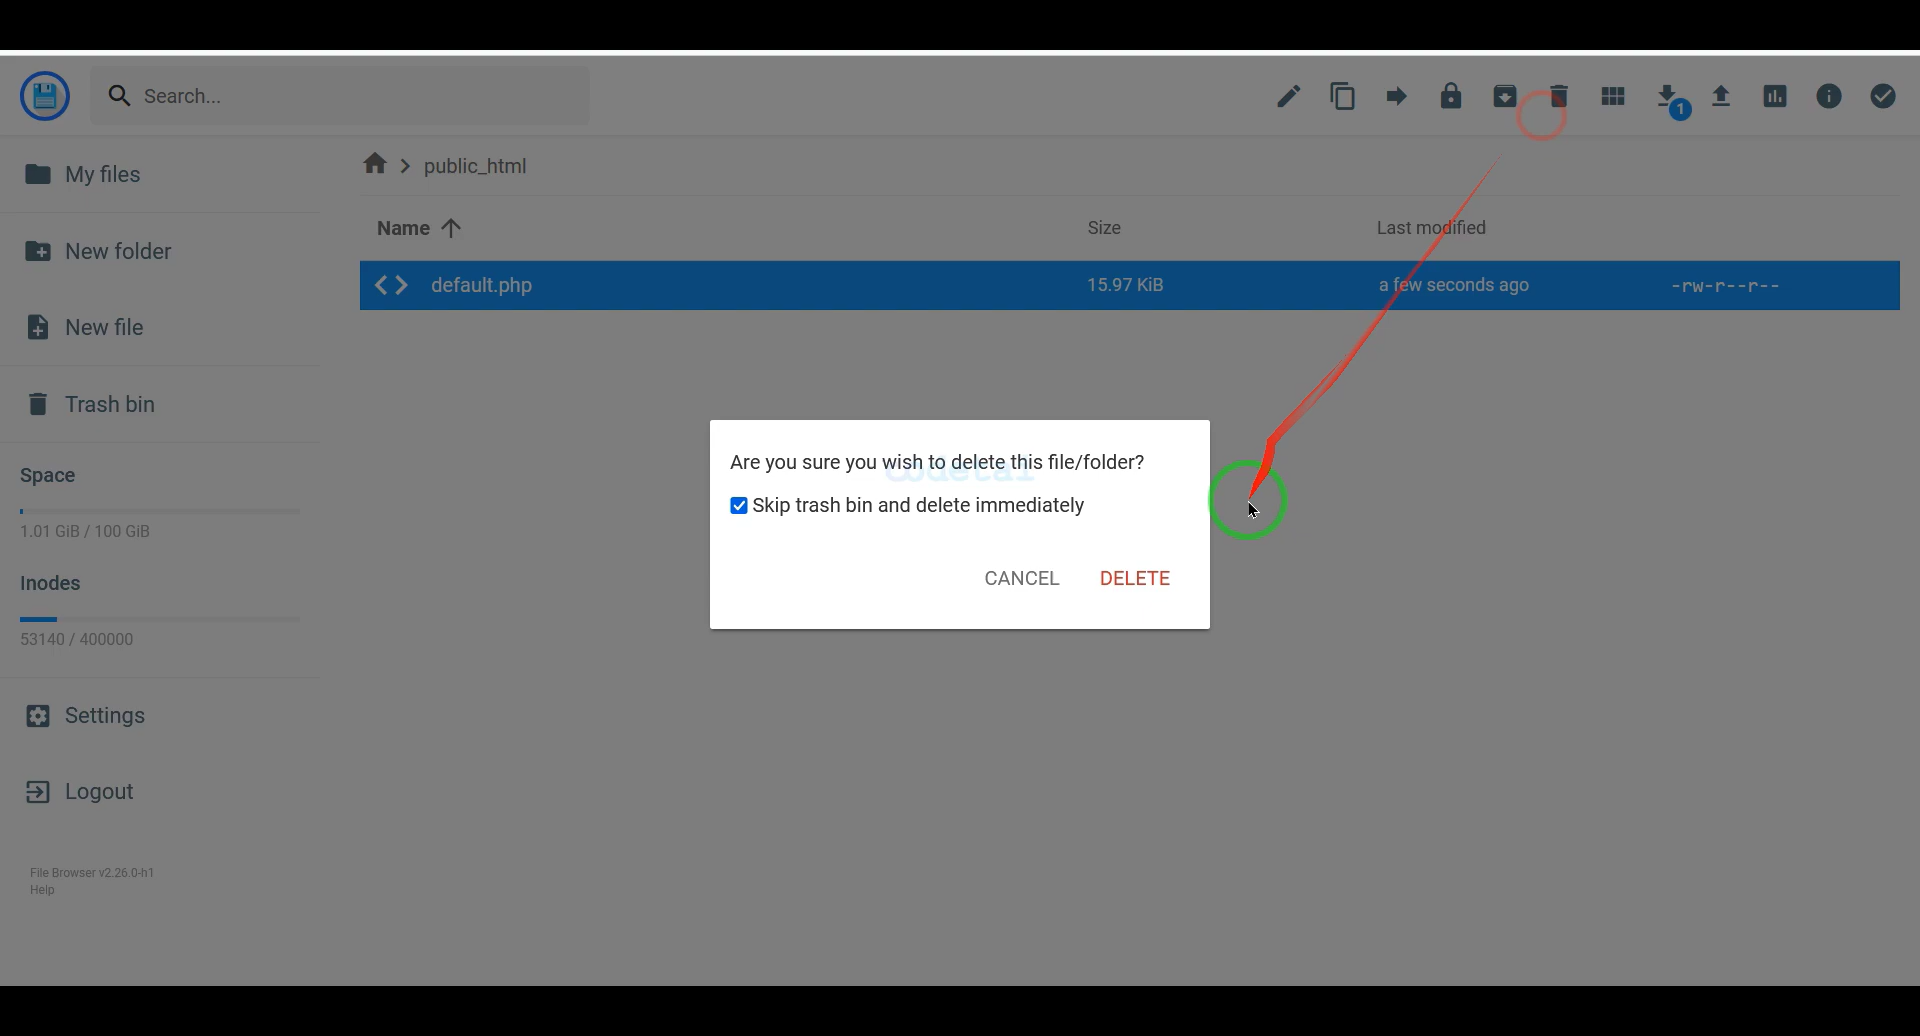 Search...
1
My files
New folder
New file
Trash bin
Space
1.01 GiB / 100 GiB
Inodes
53140 / 400000
Settings
Logout
File Browser v2.26.0-h1
Help
public_html
Name Size Last modified
default.php 15.97 KiB a few seconds ago -rw-r--r--
Are you sure you wish to delete this file/folder?
Skip trash bin and delete immediately
CANCEL DELETE